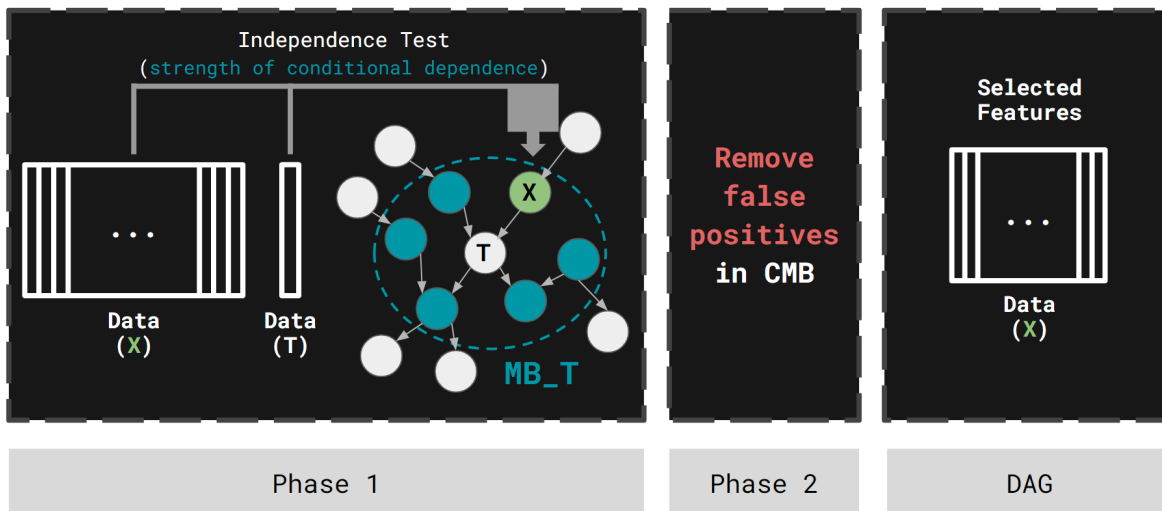 Independence Test
(strength of conditional dependence)
...
Data
(X)
Data
(T)
X
T
MB_T
Remove
false
positives
in CMB
Selected
Features
...
Data
(X)
Phase 1
Phase 2
DAG